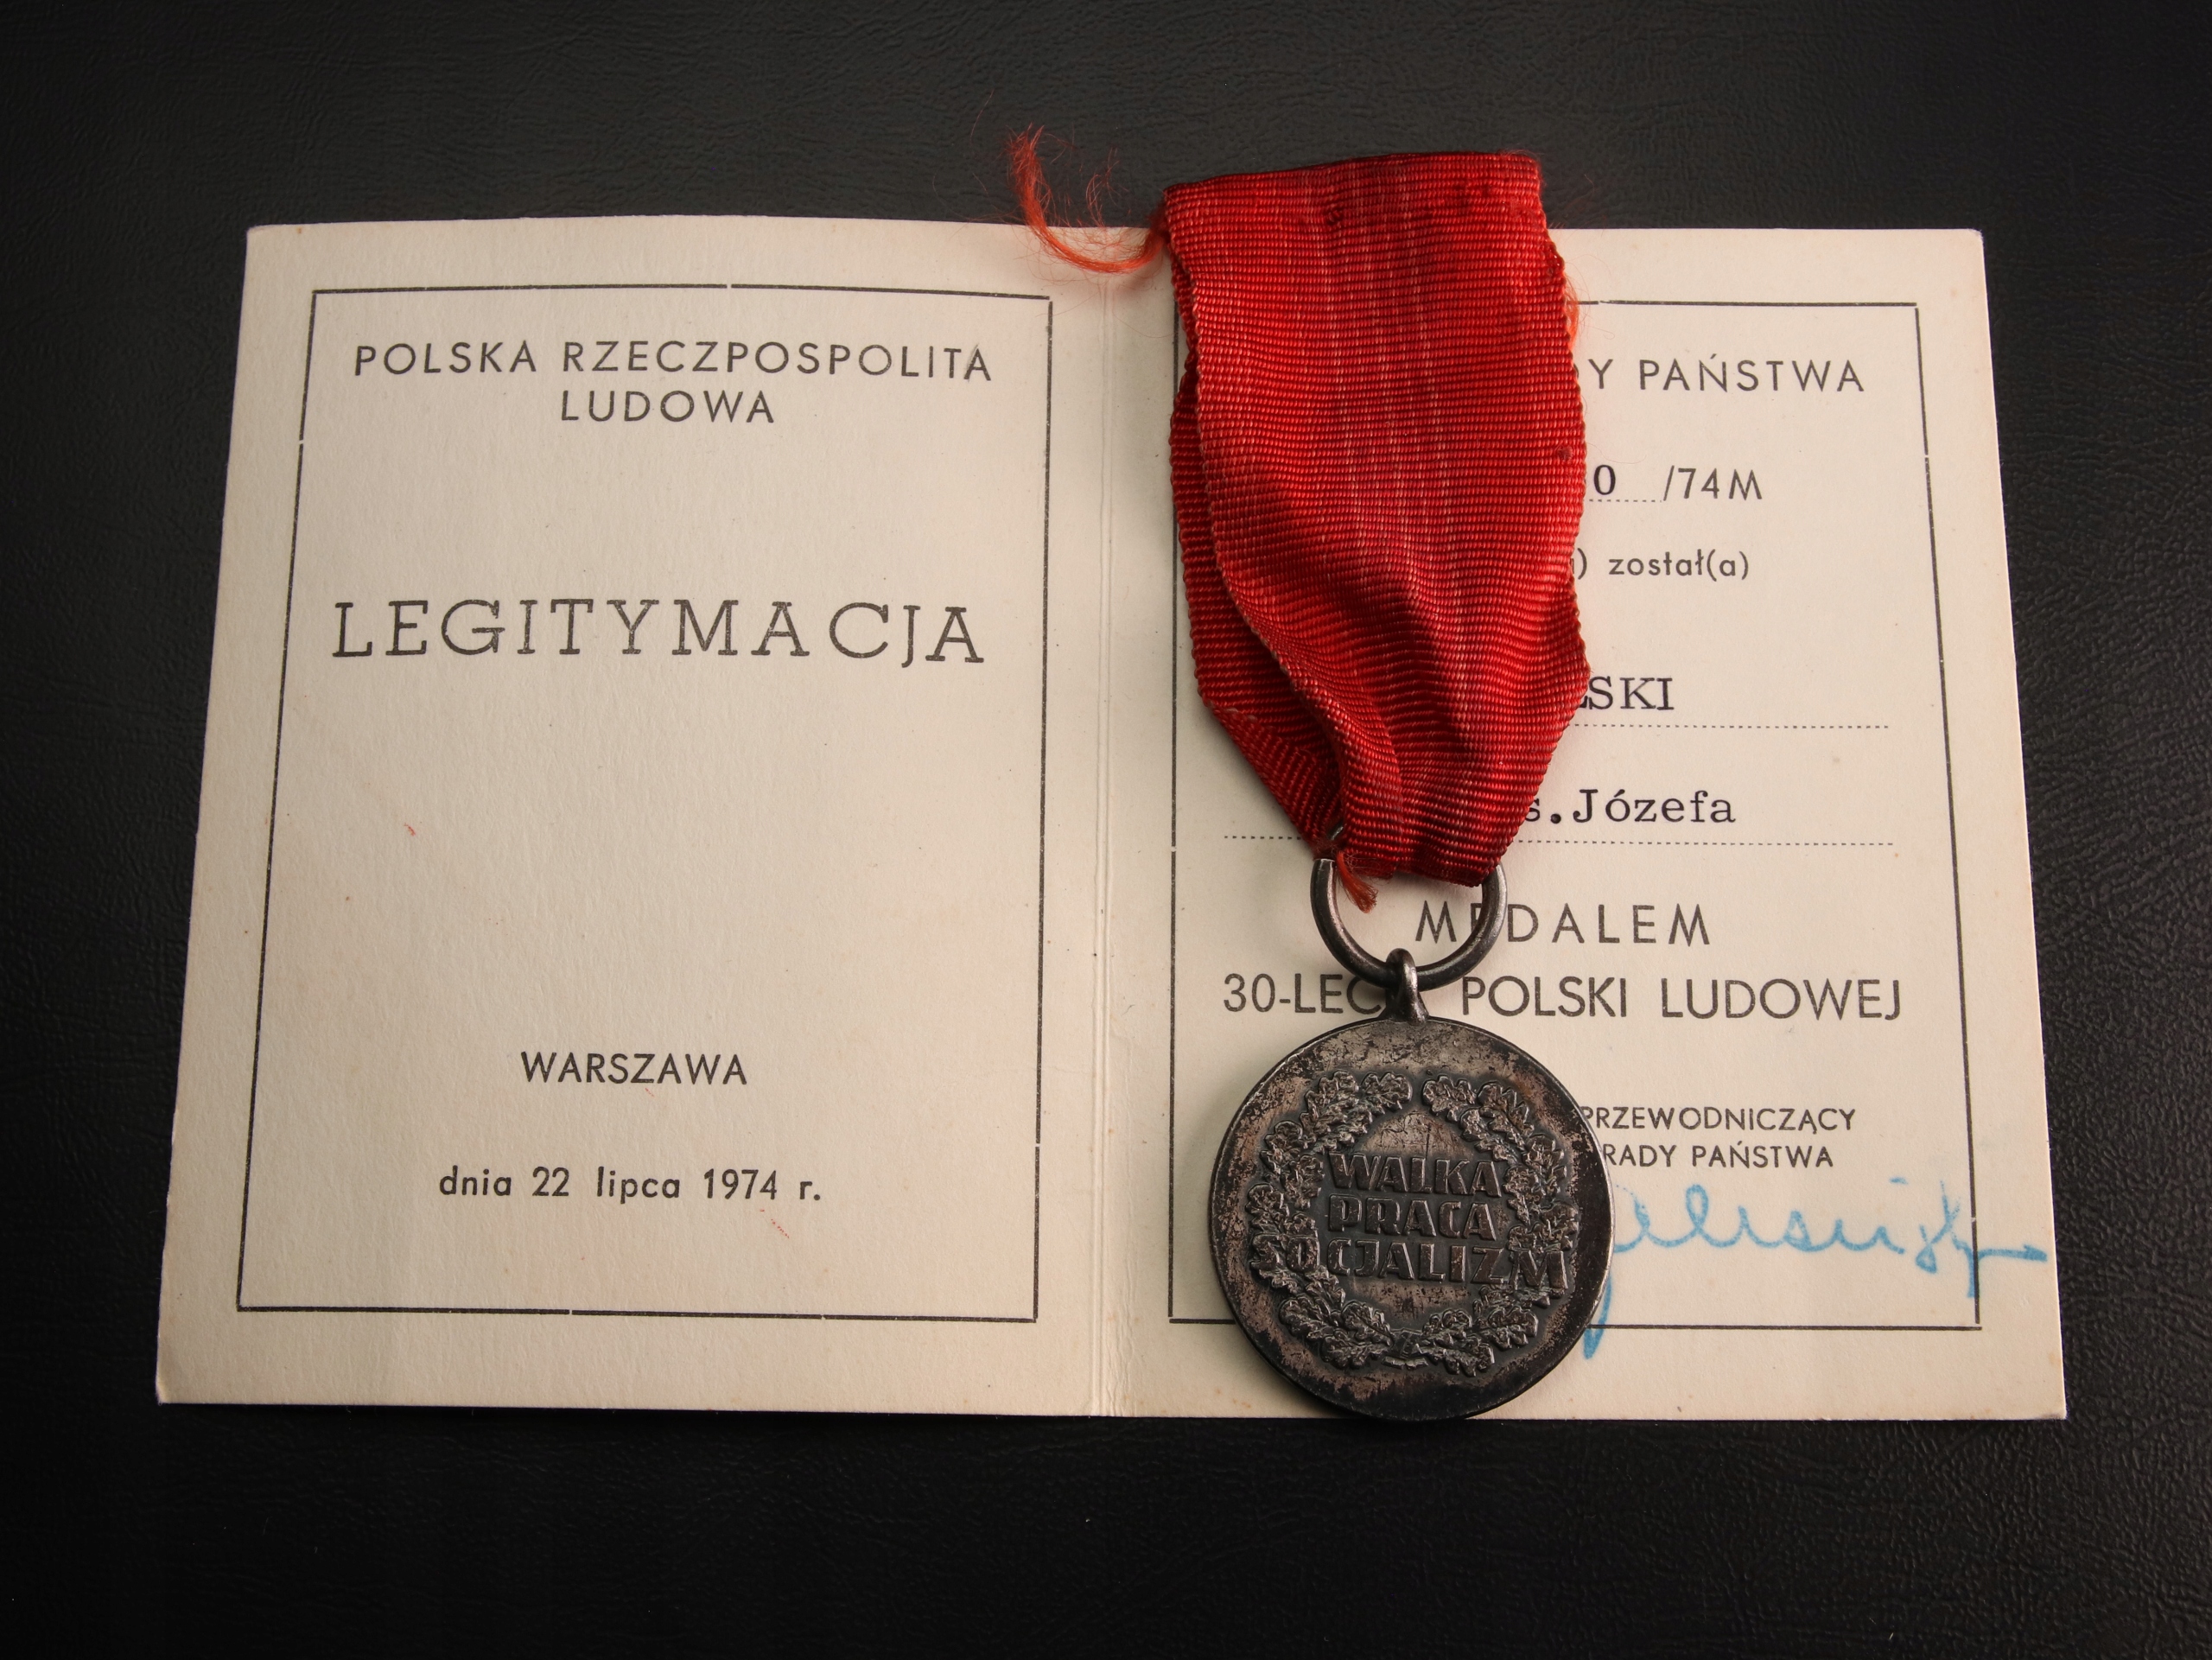 POLSKA RZECZPOSPOLITA
LUDOWA
LEGITYMACJA
WARSZAWA
dnia 22 lipca 1974 r.
Y PAŃSTWA
0 /74M
) został(a)
SKI
s. Józefa
MEDALEM
30-LEC POLSKI LUDOWEJ
PRZEWODNICZĄCY
RADY PAŃSTWA
WALKA
PRACA
SOCJALIZM